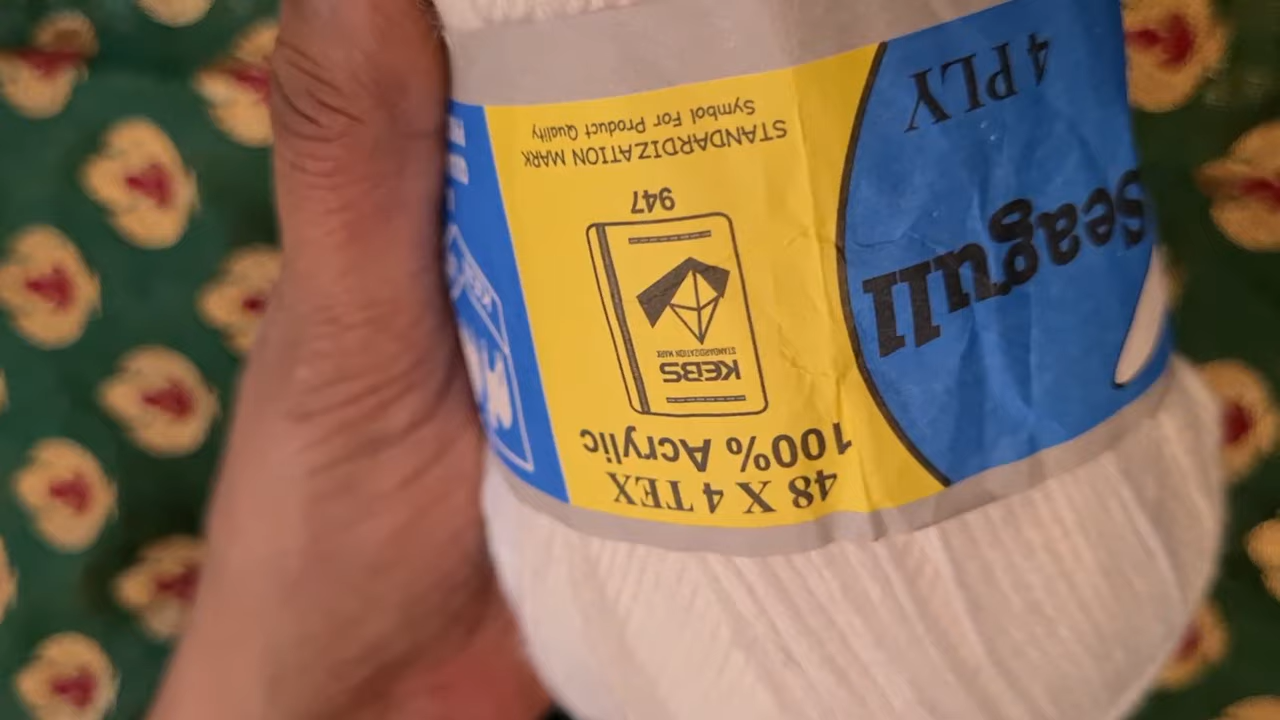 48 X 4 TEX
100% Acrylic
KEBS
STANDARDIZATION MARK
947
STANDARDIZATION MARK
Symbol For Product Quality
Seagull
4 PLY